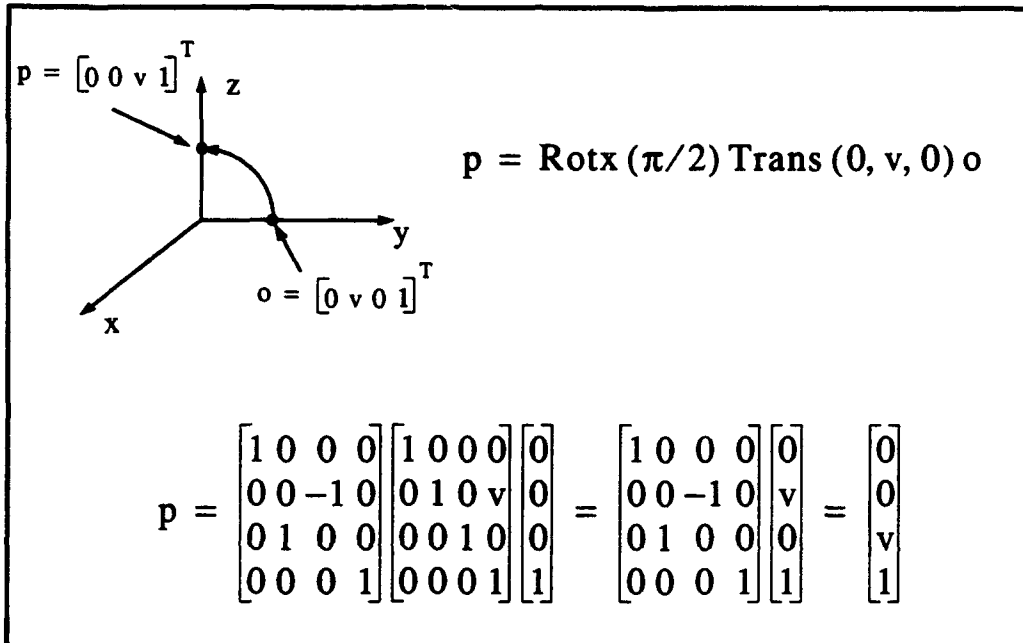 p = [0 0 v 1]^T
z
p = Rotx (π/2) Trans (0, v, 0) o
y
o = [0 v 0 1]^T
x
p = [1 0 0 0] [1 0 0 0] [0] = [1 0 0 0] [0] = [0]
[0 0 −1 0] [0 1 0 v] [0] [0 0 −1 0] [v] [0]
[0 1 0 0] [0 0 1 0] [0] [0 1 0 0] [0] [v]
[0 0 0 1] [0 0 0 1] [1] [0 0 0 1] [1] [1]